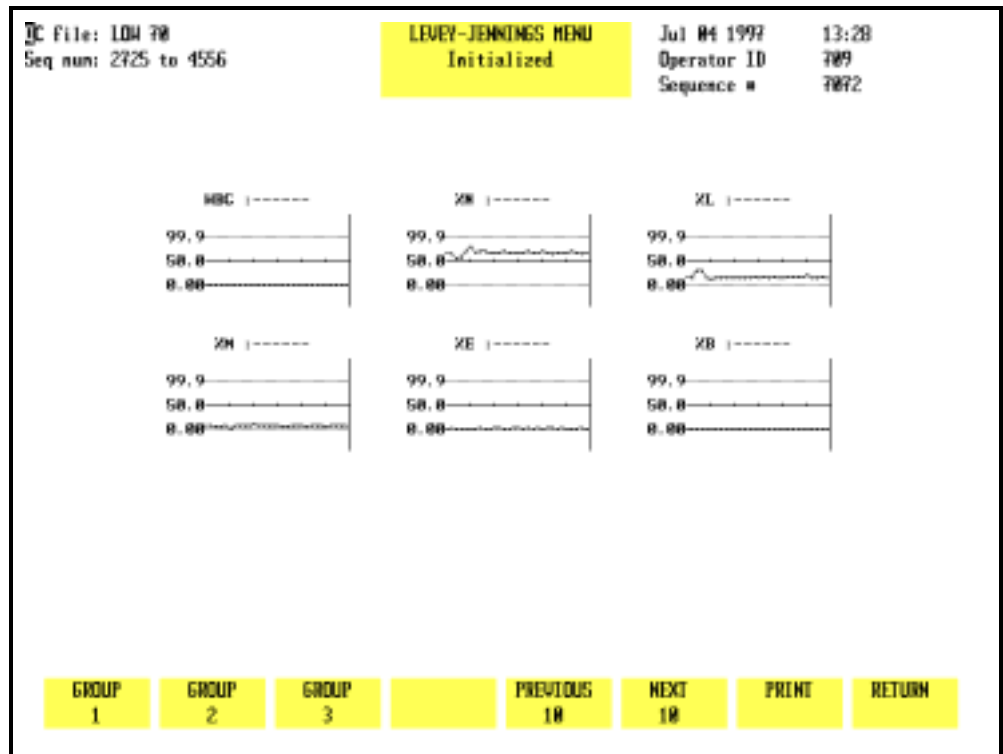 QC file: LOW 70
Seq num: 2725 to 4556
LEVEY-JENNINGS MENU
Initialized
Jul 04 1997 13:28
Operator ID 709
Sequence # 7072
WBC :------
%N :------
%L :------
99.9
50.0
0.00
99.9
50.0
0.00
99.9
50.0
0.00
%M :------
%E :------
%B :------
99.9
50.0
0.00
99.9
50.0
0.00
99.9
50.0
0.00
GROUP 1
GROUP 2
GROUP 3
PREVIOUS 10
NEXT 10
PRINT
RETURN